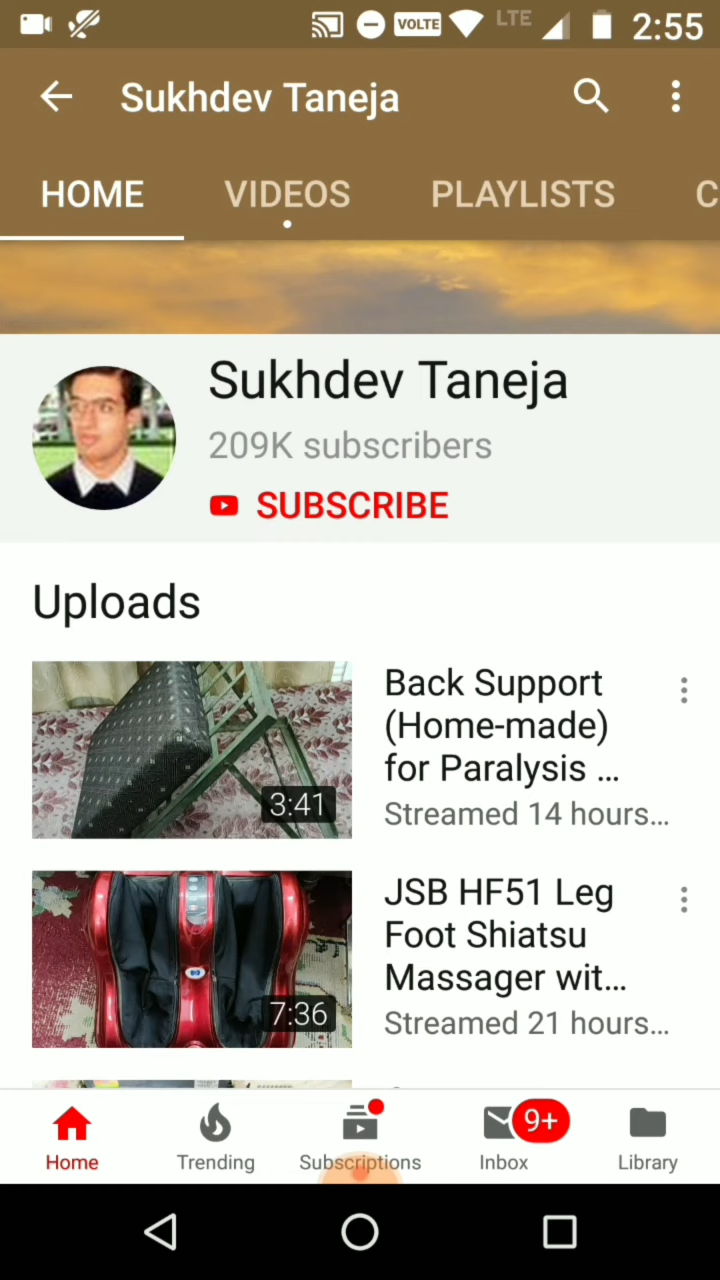 VOLTE LTE 2:55
Sukhdev Taneja
HOME VIDEOS PLAYLISTS C
Sukhdev Taneja
209K subscribers
SUBSCRIBE
Uploads
Back Support
(Home-made)
for Paralysis ...
3:41
Streamed 14 hours...
JSB HF51 Leg
Foot Shiatsu
Massager wit...
7:36
Streamed 21 hours...
9+
Home Trending Subscriptions Inbox Library